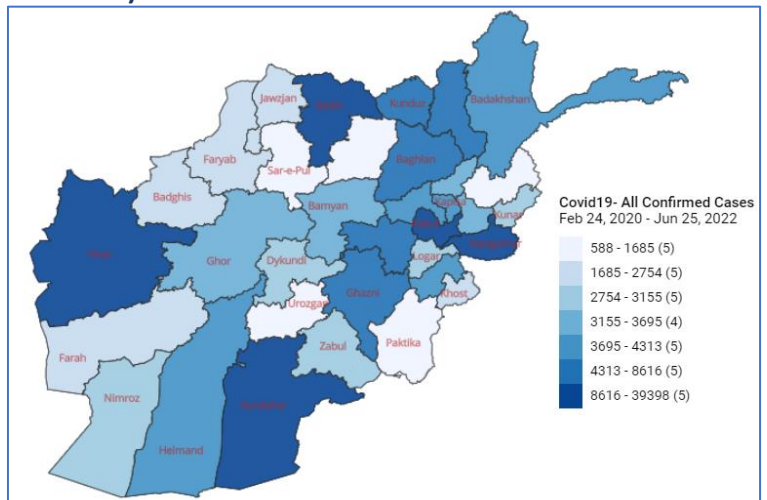 Jawzjan
Balkh
Kunduz
Badakhshan
Faryab
Sar-e-Pul
Baghlan
Badghis
Bamyan
Kapisa
Kunar
Herat
Ghor
Dykundi
Kabul
Nangarhar
Logar
Urozgan
Ghazni
Khost
Farah
Zabul
Paktika
Nimroz
Kandahar
Helmand
Covid19- All Confirmed Cases
Feb 24, 2020 - Jun 25, 2022
588 - 1685 (5)
1685 - 2754 (5)
2754 - 3155 (5)
3155 - 3695 (4)
3695 - 4313 (5)
4313 - 8616 (5)
8616 - 39398 (5)